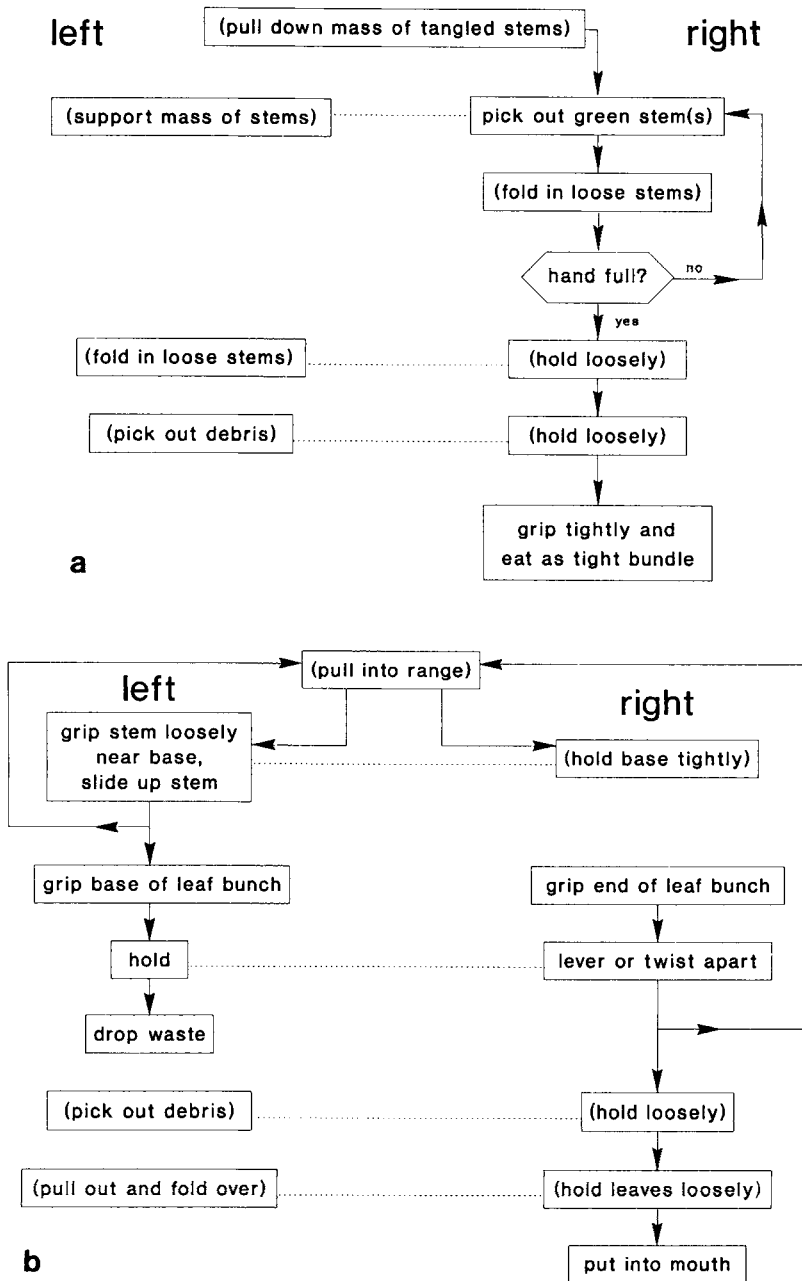 left
(pull down mass of tangled stems)
right
(support mass of stems)
pick out green stem(s)
(fold in loose stems)
hand full?
no
yes
(fold in loose stems)
(hold loosely)
(pick out debris)
(hold loosely)
grip tightly and
eat as tight bundle
a
(pull into range)
left
right
grip stem loosely
near base,
slide up stem
(hold base tightly)
grip base of leaf bunch
grip end of leaf bunch
hold
lever or twist apart
drop waste
(pick out debris)
(hold loosely)
(pull out and fold over)
(hold leaves loosely)
put into mouth
b